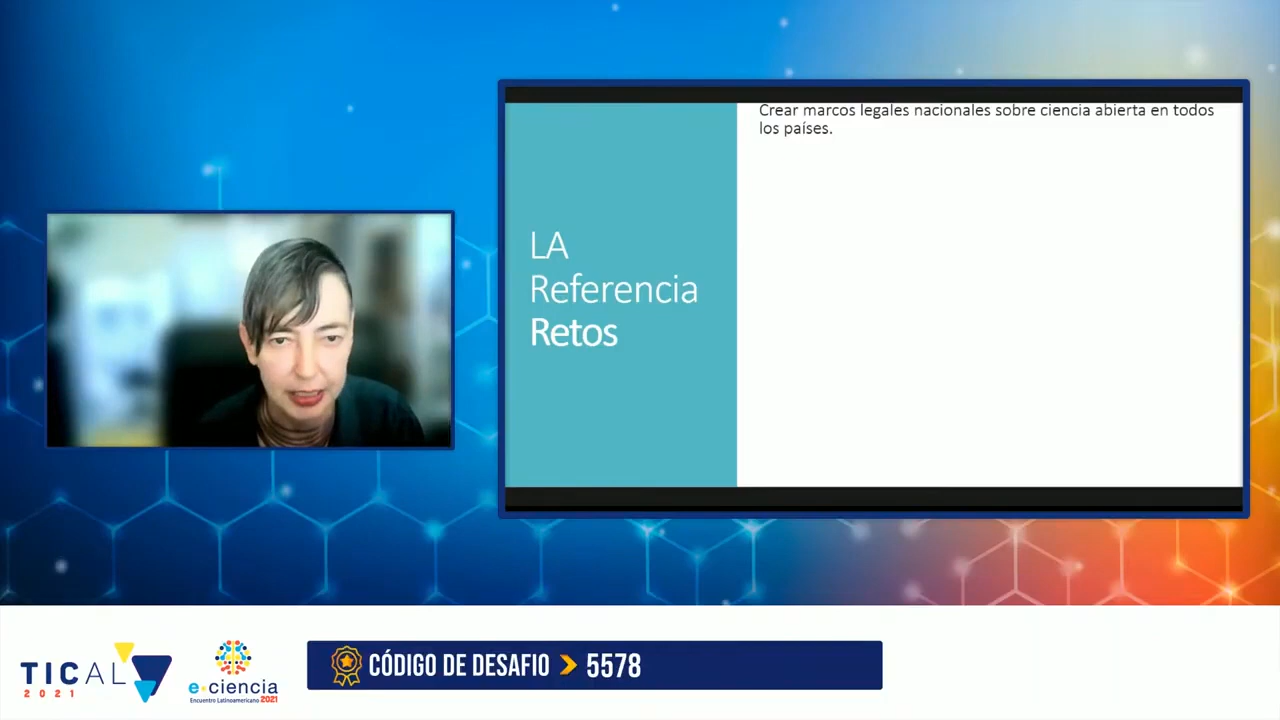 Crear marcos legales nacionales sobre ciencia abierta en todos
los países.
LA
Referencia
Retos
TICAL
2021
e-ciencia
Encuentro Latinoamericano 2021
CÓDIGO DE DESAFIO > 5578